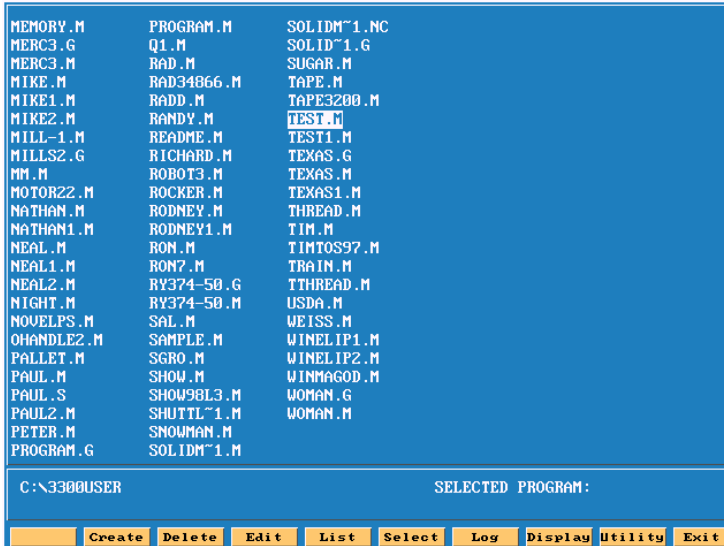 MEMORY.M PROGRAM.M SOLIDM~1.NC
MERC3.G Q1.M SOLID~1.G
MERC3.M RAD.M SUGAR.M
MIKE.M RAD34866.M TAPE.M
MIKE1.M RADD.M TAPE3200.M
MIKE2.M RANDY.M TEST.M
MILL-1.M README.M TEST1.M
MILLS2.G RICHARD.M TEXAS.G
MM.M ROBOT3.M TEXAS.M
MOTOR22.M ROCKER.M TEXAS1.M
NATHAN.M RODNEY.M THREAD.M
NATHAN1.M RODNEY1.M TIM.M
NEAL.M RON.M TIMTOS97.M
NEAL1.M RON7.M TRAIN.M
NEAL2.M RY374-50.G TTHREAD.M
NIGHT.M RY374-50.M USDA.M
NOVELPS.M SAL.M WEISS.M
OHANDLE2.M SAMPLE.M WINELIP1.M
PALLET.M SGRO.M WINELIP2.M
PAUL.M SHOW.M WINMAGOD.M
PAUL.S SHOW98L3.M WOMAN.G
PAUL2.M SHUTTL~1.M WOMAN.M
PETER.M SNOWMAN.M
PROGRAM.G SOLIDM~1.M
C:\3300USER SELECTED PROGRAM:
Create Delete Edit List Select Log Display Utility Exit